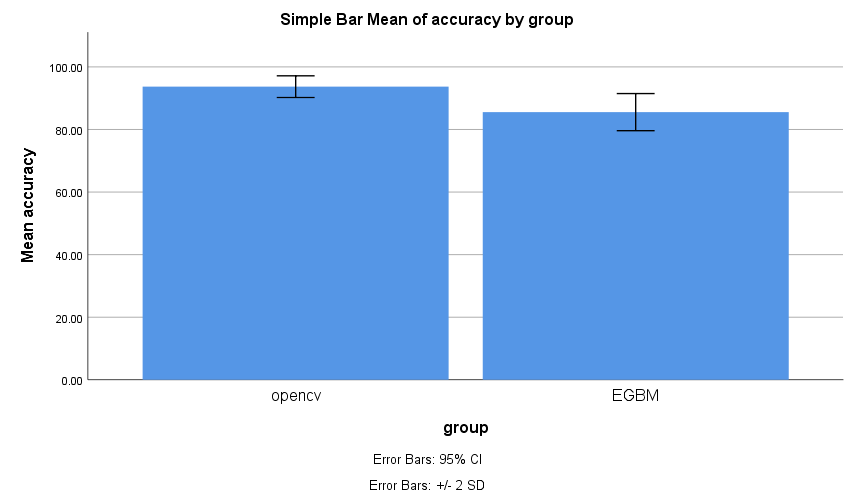 Simple Bar Mean of accuracy by group
Mean accuracy
100.00
80.00
60.00
40.00
20.00
0.00
opencv
EGBM
group
Error Bars: 95% CI
Error Bars: +/- 2 SD